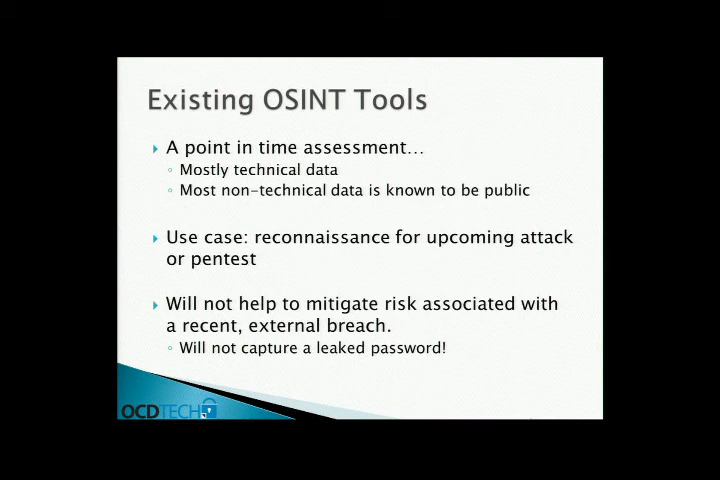 Existing OSINT Tools
A point in time assessment…
Mostly technical data
Most non-technical data is known to be public
Use case: reconnaissance for upcoming attack
or pentest
Will not help to mitigate risk associated with
a recent, external breach.
Will not capture a leaked password!
OCDTECH